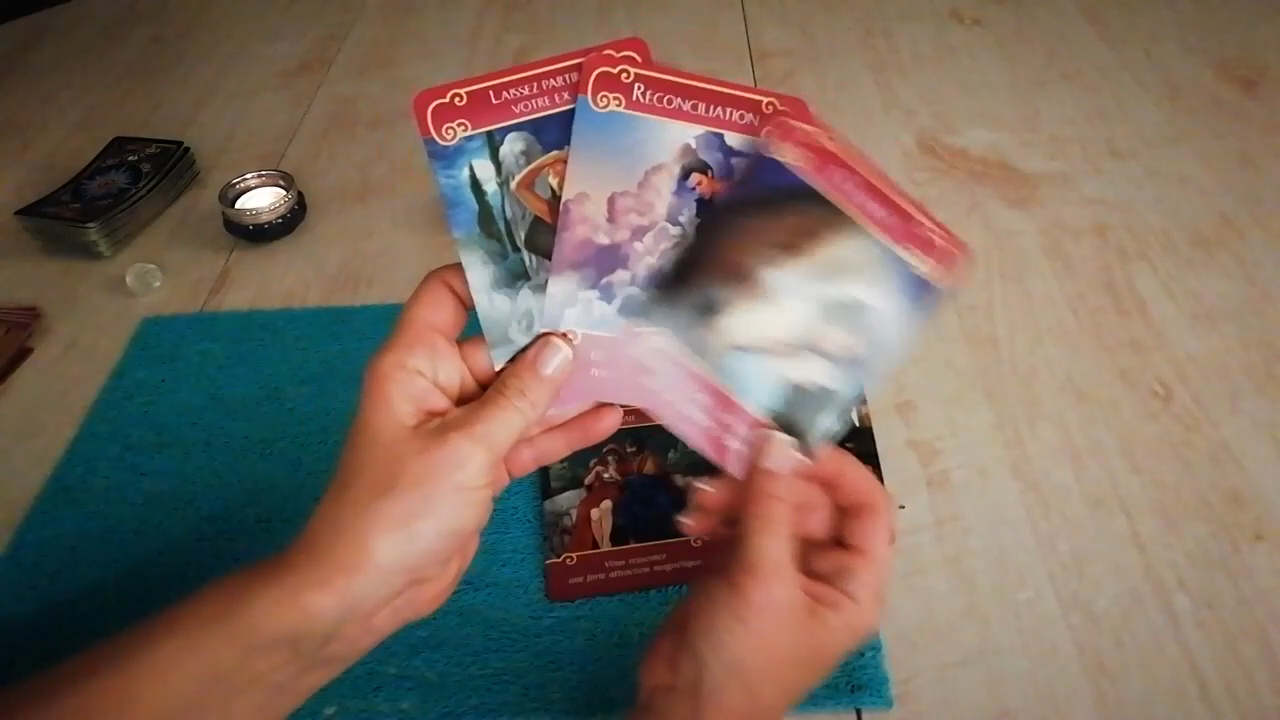 LAISSEZ PARTIR
VOTRE EX
RECONCILIATION
Vous ressentez
une forte attraction magnétique